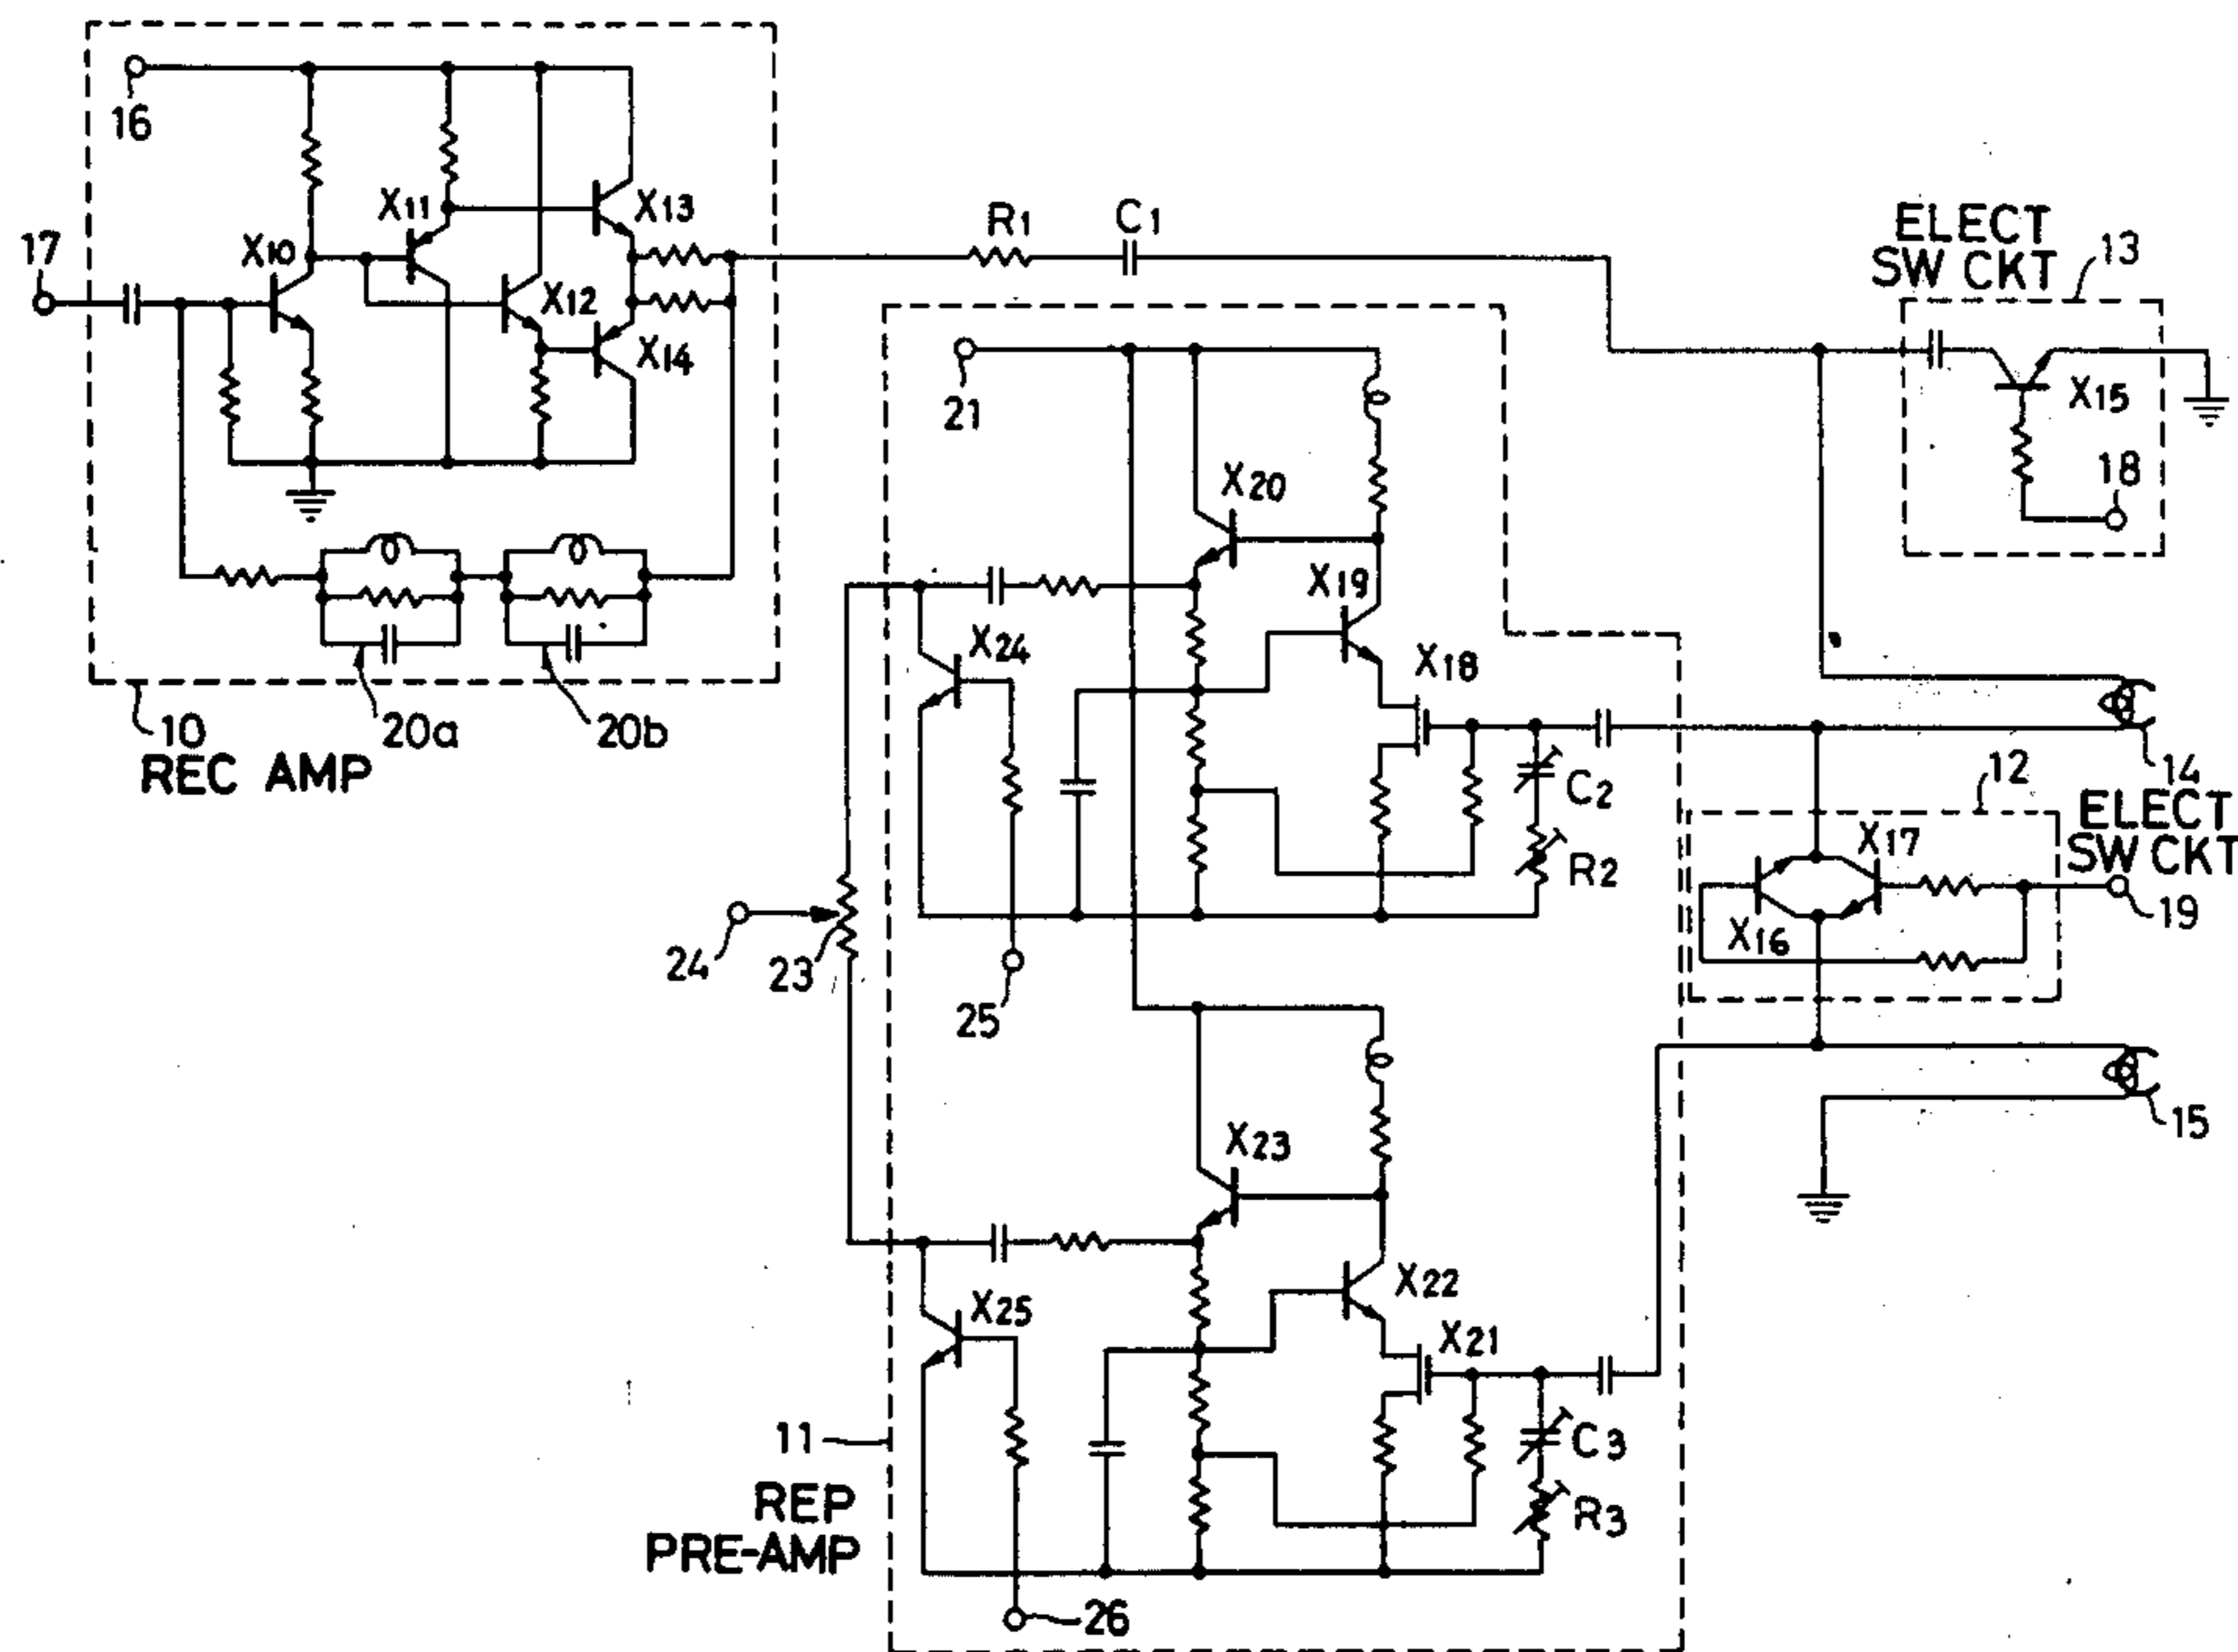 16
17
X10
X11
X12
X13
X14
R1
C1
ELECT
SW CKT
13
X15
18
10
REC AMP
20a
20b
21
X20
X19
X18
X24
C2
R2
14
12
ELECT
SW CKT
X17
X16
19
24
23
25
15
X23
X22
X21
X25
C3
R3
11
REP
PRE-AMP
26